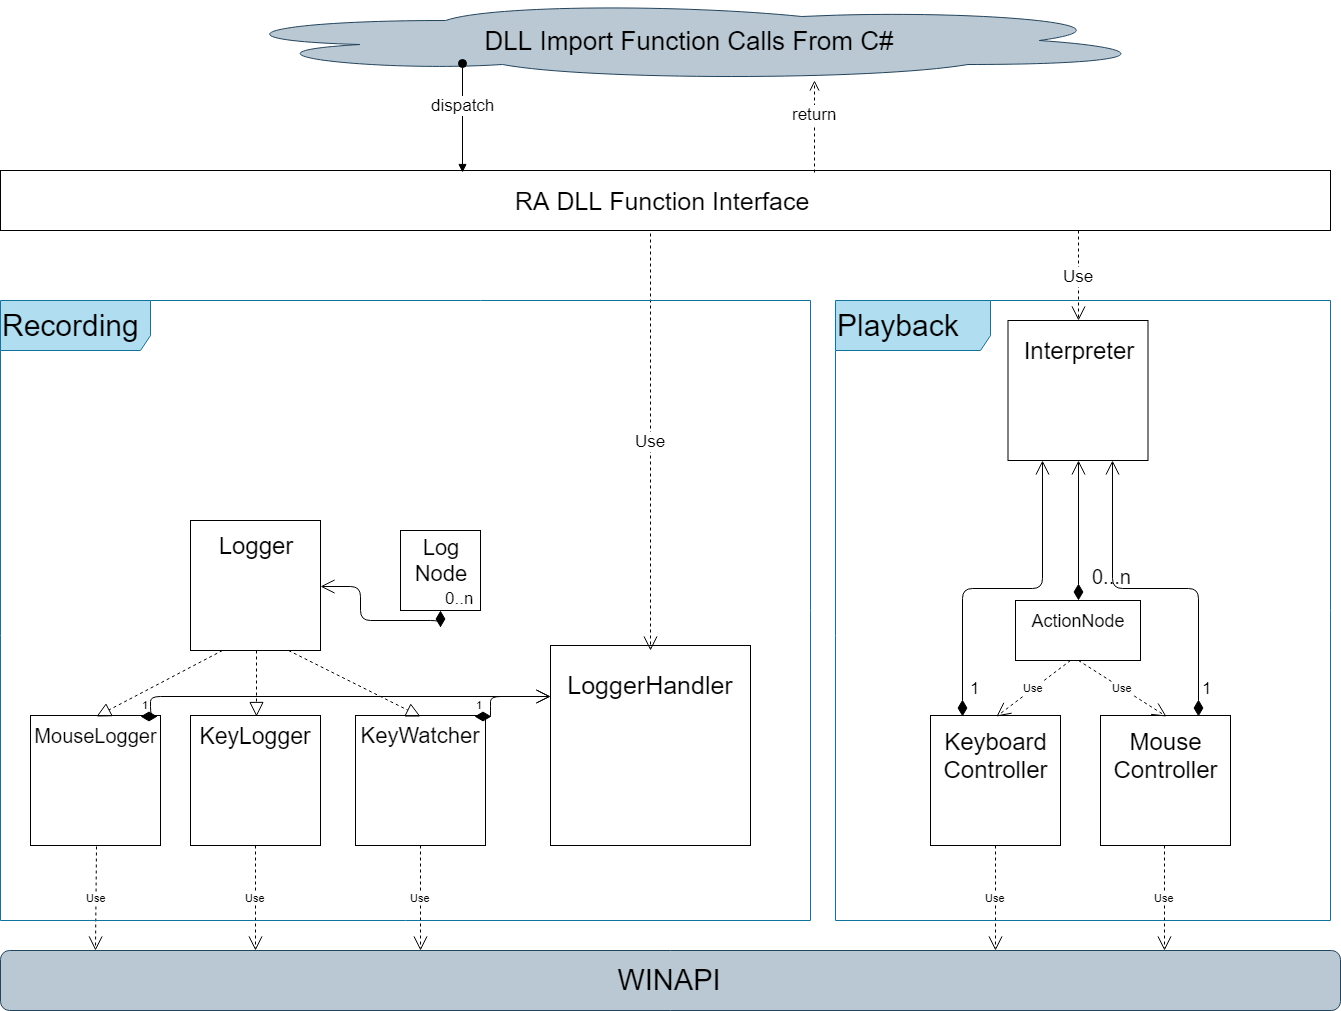 DLL Import Function Calls From C#
dispatch
return
RA DLL Function Interface
Use
Use
Recording
Logger
Log
Node
0..n
LoggerHandler
1
1
MouseLogger
KeyLogger
KeyWatcher
Use
Use
Use
Playback
Interpreter
0...n
ActionNode
Use
Use
1
1
Keyboard
Controller
Mouse
Controller
Use
Use
WINAPI